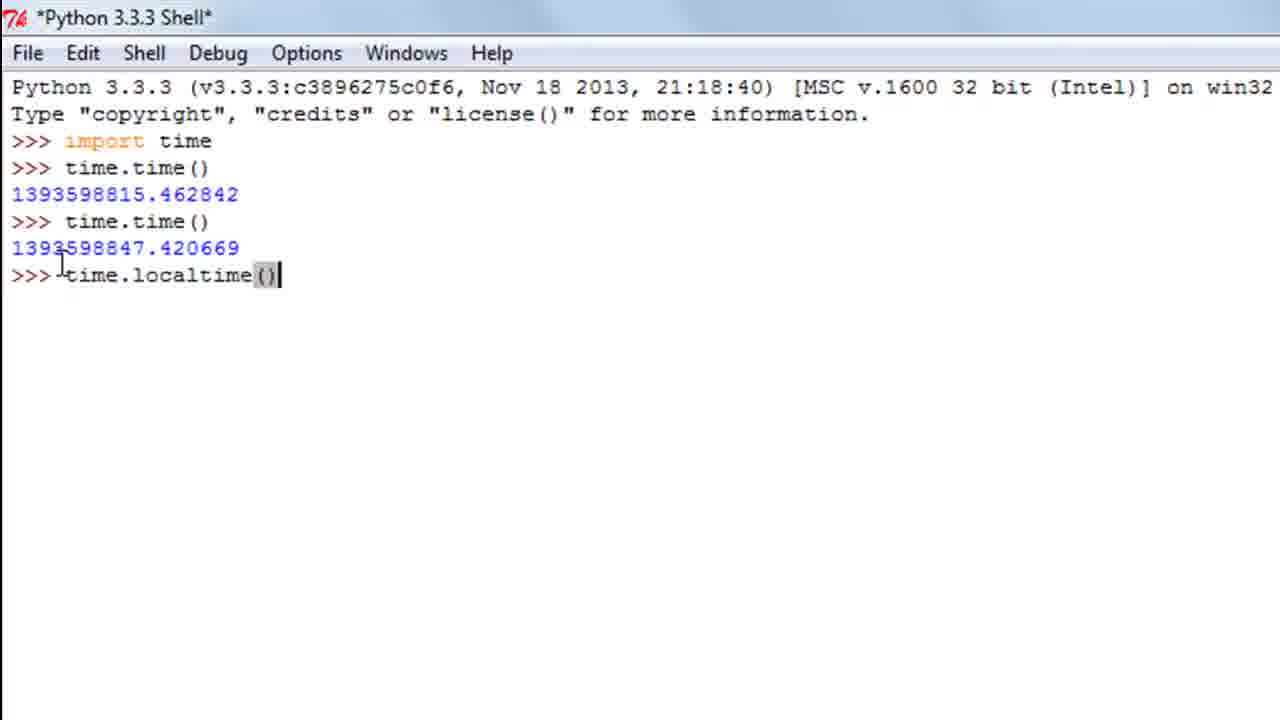 *Python 3.3.3 Shell*
File Edit Shell Debug Options Windows Help
Python 3.3.3 (v3.3.3:c3896275c0f6, Nov 18 2013, 21:18:40) [MSC v.1600 32 bit (Intel)] on win32
Type "copyright", "credits" or "license()" for more information.
>>> import time
>>> time.time()
1393598815.462842
>>> time.time()
1393598847.420669
>>> time.localtime()